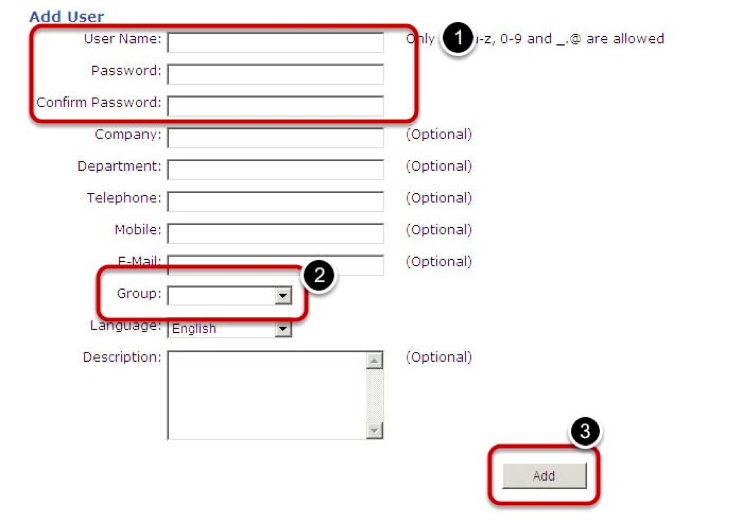 Add User
User Name: Only -z, 0-9 and _.@ are allowed
1
Password:
Confirm Password:
Company: (Optional)
Department: (Optional)
Telephone: (Optional)
Mobile: (Optional)
E-Mail: (Optional)
2
Group:
Language: English
Description: (Optional)
3
Add